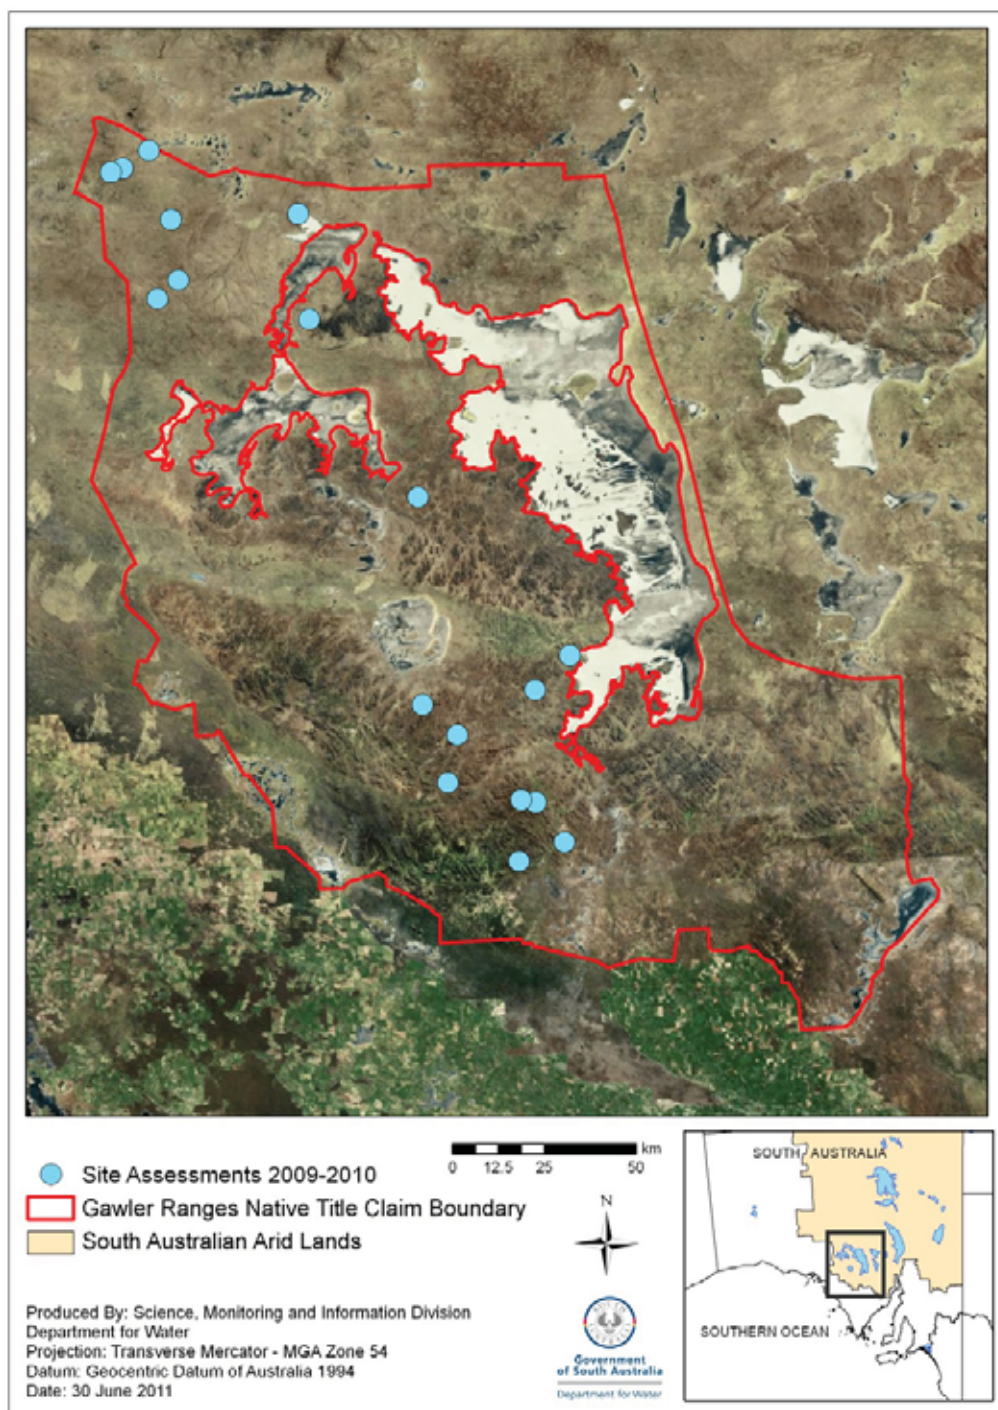 Site Assessments 2009-2010
Gawler Ranges Native Title Claim Boundary
South Australian Arid Lands
km
0 12.5 25 50
N
Produced By: Science, Monitoring and Information Division
Department for Water
Projection: Transverse Mercator - MGA Zone 54
Datum: Geocentric Datum of Australia 1994
Date: 30 June 2011
Government
of South Australia
Department for Water
SOUTH AUSTRALIA
SOUTHERN OCEAN